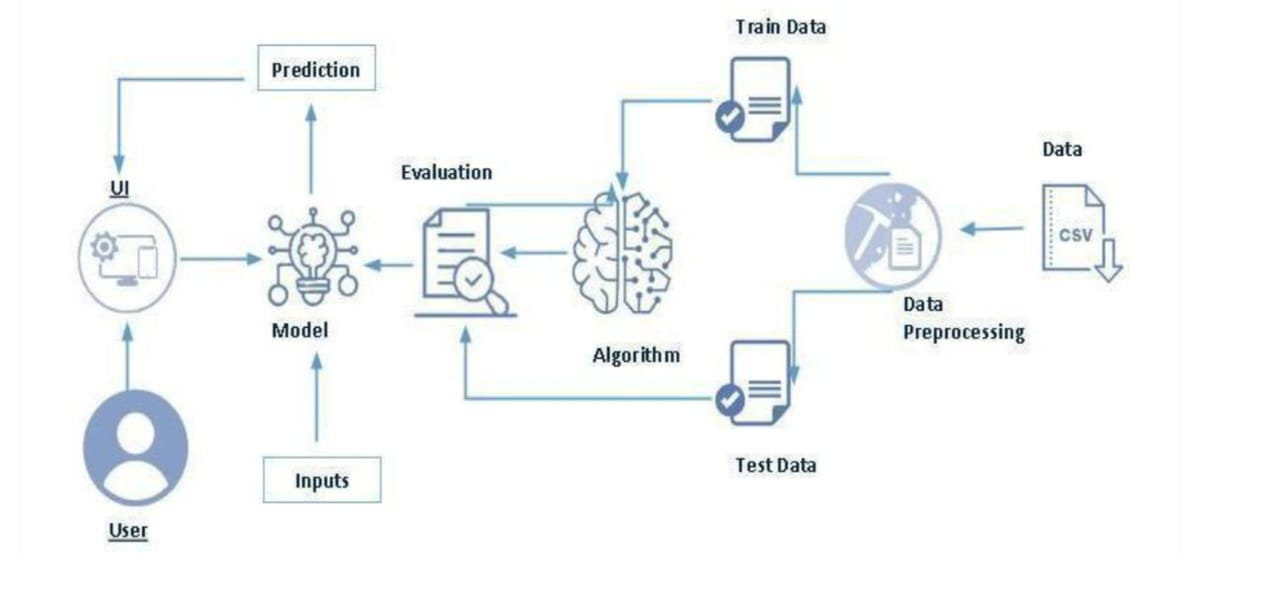 Train Data
Prediction
Data
Evaluation
UI
CSV
Data
Preprocessing
Model
Algorithm
Test Data
Inputs
User